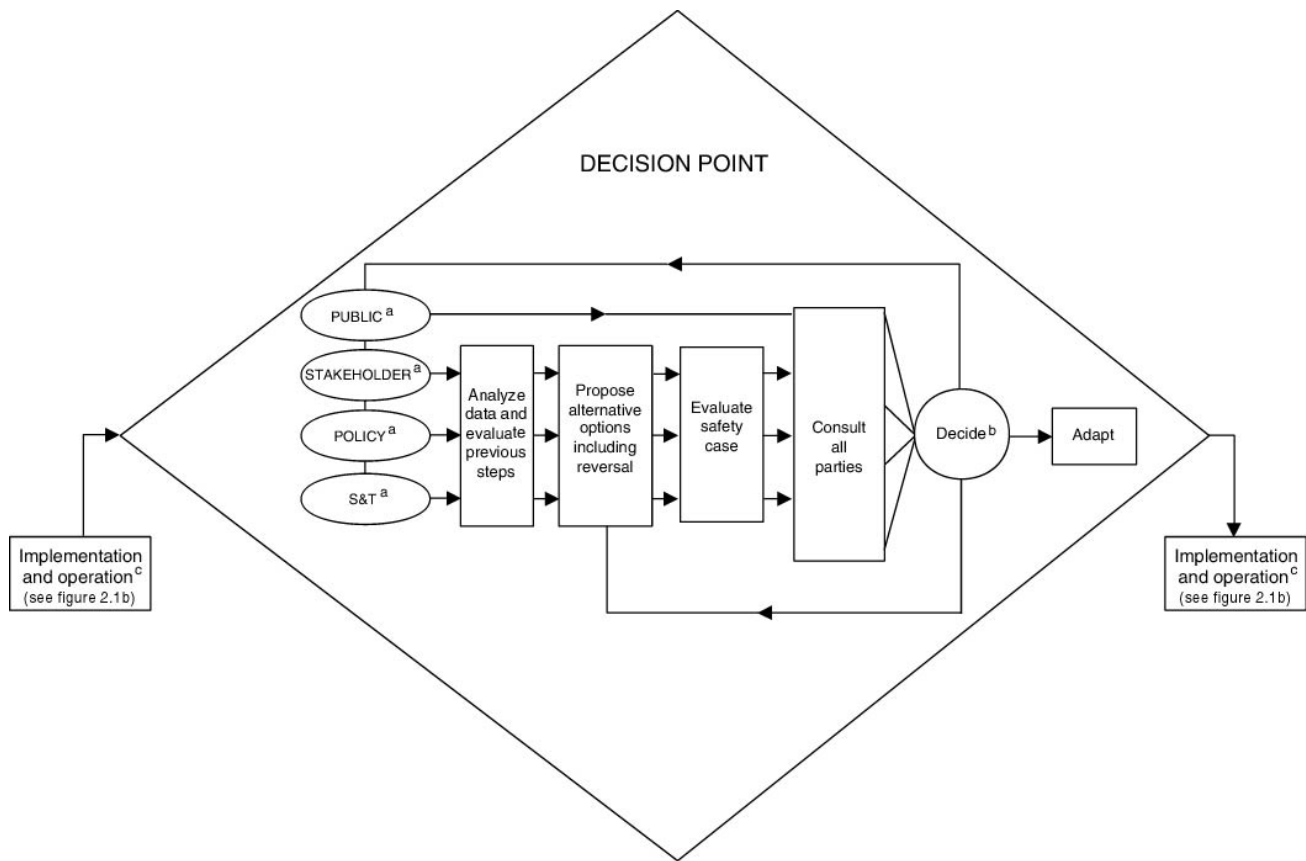 DECISION POINT
PUBLIC a
STAKEHOLDER a
POLICY a
S&T a
Analyze
data and
evaluate
previous
steps
Propose
alternative
options
including
reversal
Evaluate
safety
case
Consult
all
parties
Decide b
Adapt
Implementation
and operation c
(see figure 2.1b)
Implementation
and operation c
(see figure 2.1b)